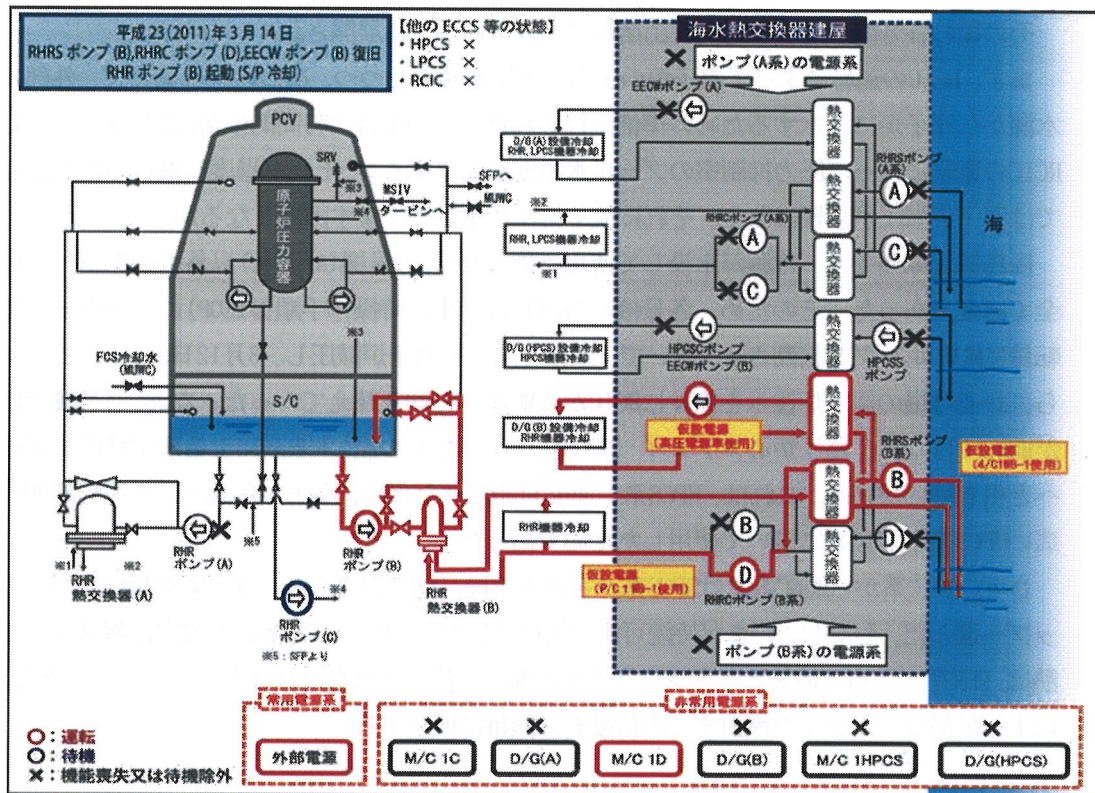 平成23(2011)年3月14日
RHRSポンプ(B),RHRCポンプ(D),EECWポンプ(B)復旧
RHRポンプ(B)起動(S/P冷却)
【他のECCS等の状態】
・HPCS ×
・LPCS ×
・RCIC ×
海水熱交換器建屋
× ポンプ(A系)の電源系
EECWポンプ(A)
D/G(A)設備冷却
RHR,LPCS機器冷却
熱交換器
RHRSポンプ
(A系)
A
熱交換器
※2
RHRCポンプ(A系)
RHR,LPCS機器冷却
A
※1
C
熱交換器
C
海
PCV
SRV
※3
MSIV
※4
タービンへ
SFPへ
MUWC
原子炉圧力容器
※3
FCS冷却水
(MUWC)
S/C
D/G(HPCS)設備冷却
HPCS機器冷却
HPCSCポンプ
EECWポンプ(B)
熱交換器
HPCSS
ポンプ
D/G(B)設備冷却
RHR機器冷却
仮設電源
(高圧電源車使用)
熱交換器
RHRSポンプ
(B系)
仮設電源
B
熱交換器
RHR機器冷却
B
D
熱交換器
D
仮設電源
(P/C 1WB-1使用)
RHRCポンプ(B系)
× ポンプ(B系)の電源系
※1
※2
RHR
熱交換器(A)
RHR
ポンプ(A)
※5
RHR
ポンプ(B)
RHR
熱交換器(B)
※4
RHR
ポンプ(C)
※5:SFPより
○:運転
○:待機
×:機能喪失又は待機除外
常用電源系
外部電源
非常用電源系
× × × × ×
M/C 1C D/G(A) M/C 1D D/G(B) M/C 1HPCS D/G(HPCS)